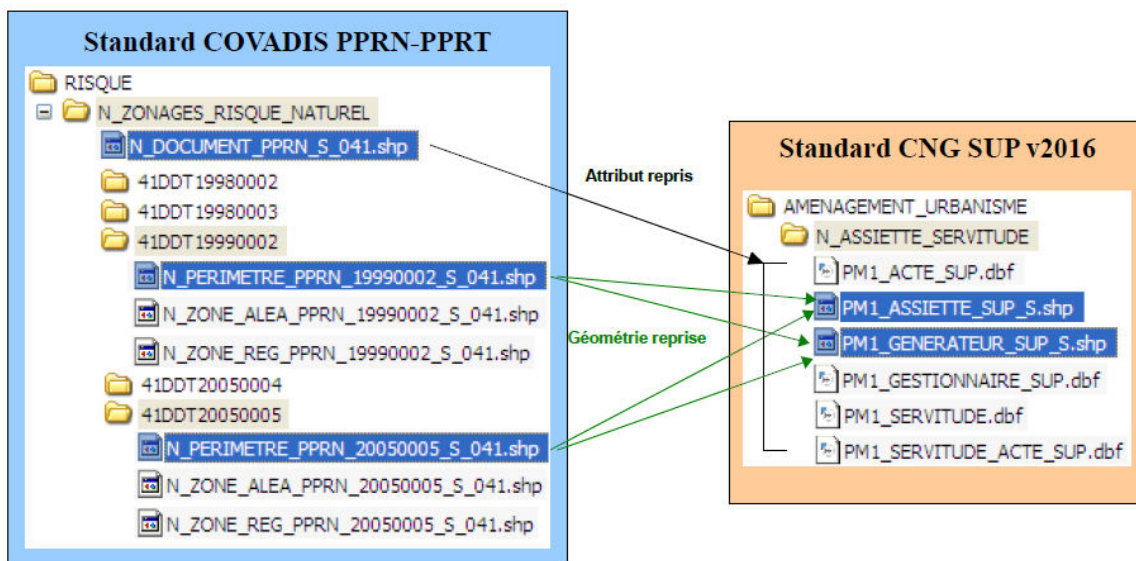 Standard COVADIS PPRN-PPRT
RISQUE
N_ZONAGES_RISQUE_NATUREL
N_DOCUMENT_PPRN_S_041.shp
41DDT19980002
41DDT19980003
41DDT19990002
N_PERIMETRE_PPRN_19990002_S_041.shp
N_ZONE_ALEA_PPRN_19990002_S_041.shp
N_ZONE_REG_PPRN_19990002_S_041.shp
41DDT20050004
41DDT20050005
N_PERIMETRE_PPRN_20050005_S_041.shp
N_ZONE_ALEA_PPRN_20050005_S_041.shp
N_ZONE_REG_PPRN_20050005_S_041.shp
Attribut repris
Géométrie reprise
Standard CNG SUP v2016
AMENAGEMENT_URBANISME
N_ASSIETTE_SERVITUDE
PM1_ACTE_SUP.dbf
PM1_ASSIETTE_SUP_S.shp
PM1_GENERATEUR_SUP_S.shp
PM1_GESTIONNAIRE_SUP.dbf
PM1_SERVITUDE.dbf
PM1_SERVITUDE_ACTE_SUP.dbf